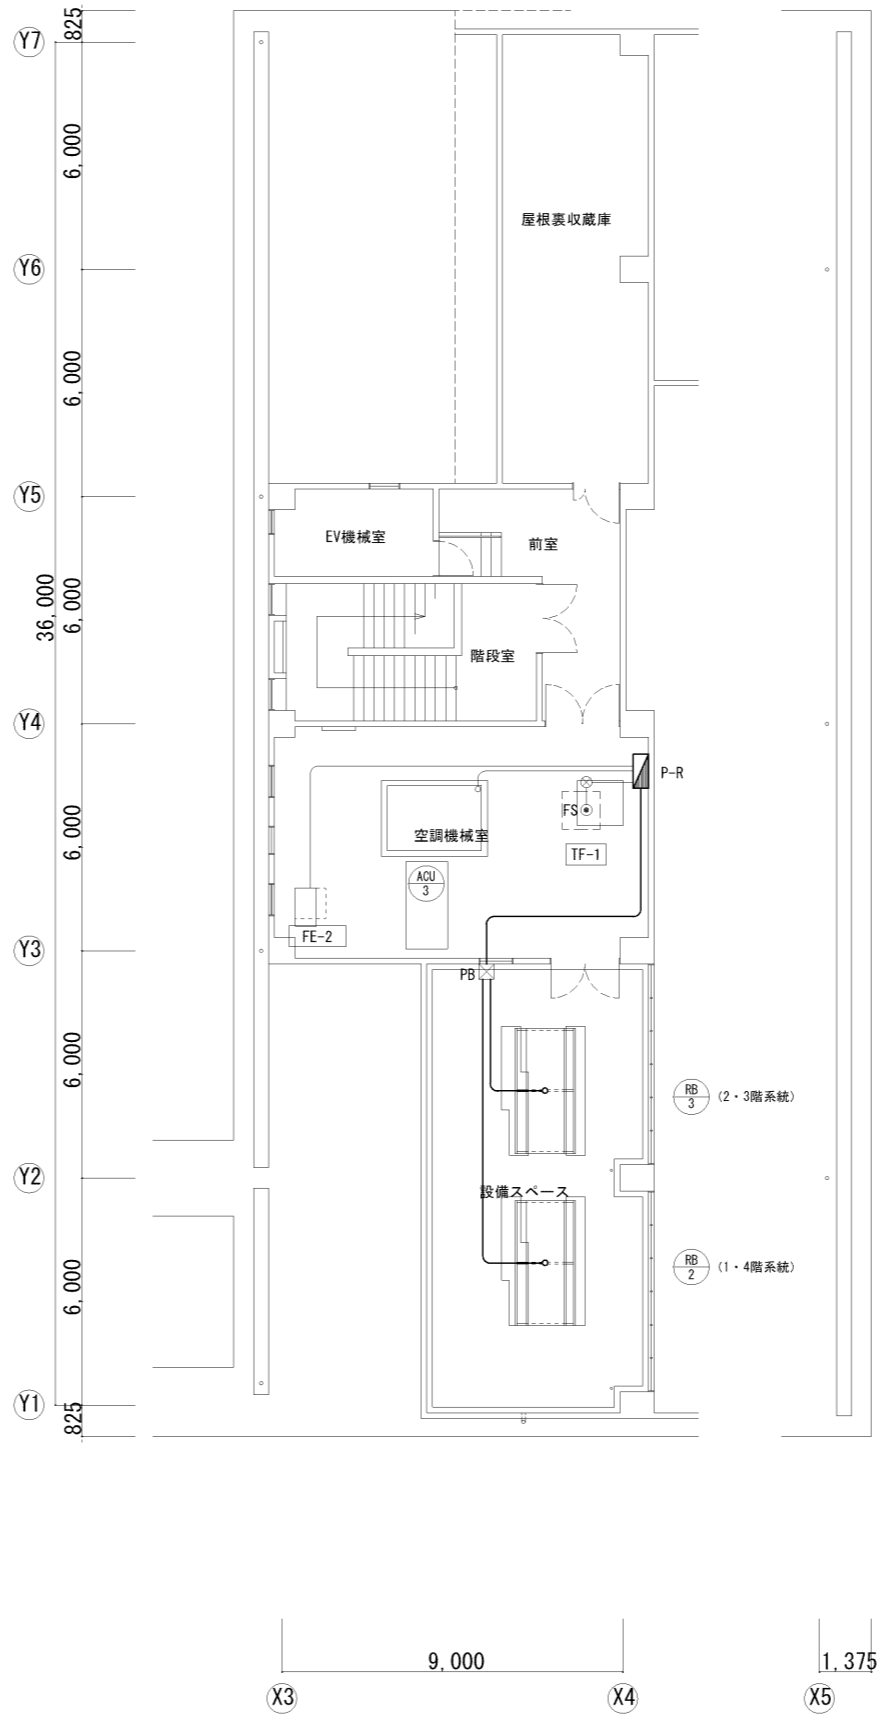 825
Y7
6,000
屋根裏収蔵庫
Y6
6,000
Y5
EV機械室
前室
36,000
6,000
階段室
Y4
P-R
FS
6,000
空調機械室
TF-1
ACU
3
FE-2
Y3
PB
6,000
RB
3
(2・3階系統)
Y2
設備スペース
RB
2
(1・4階系統)
6,000
Y1
825
9,000
1,375
X3
X4
X5